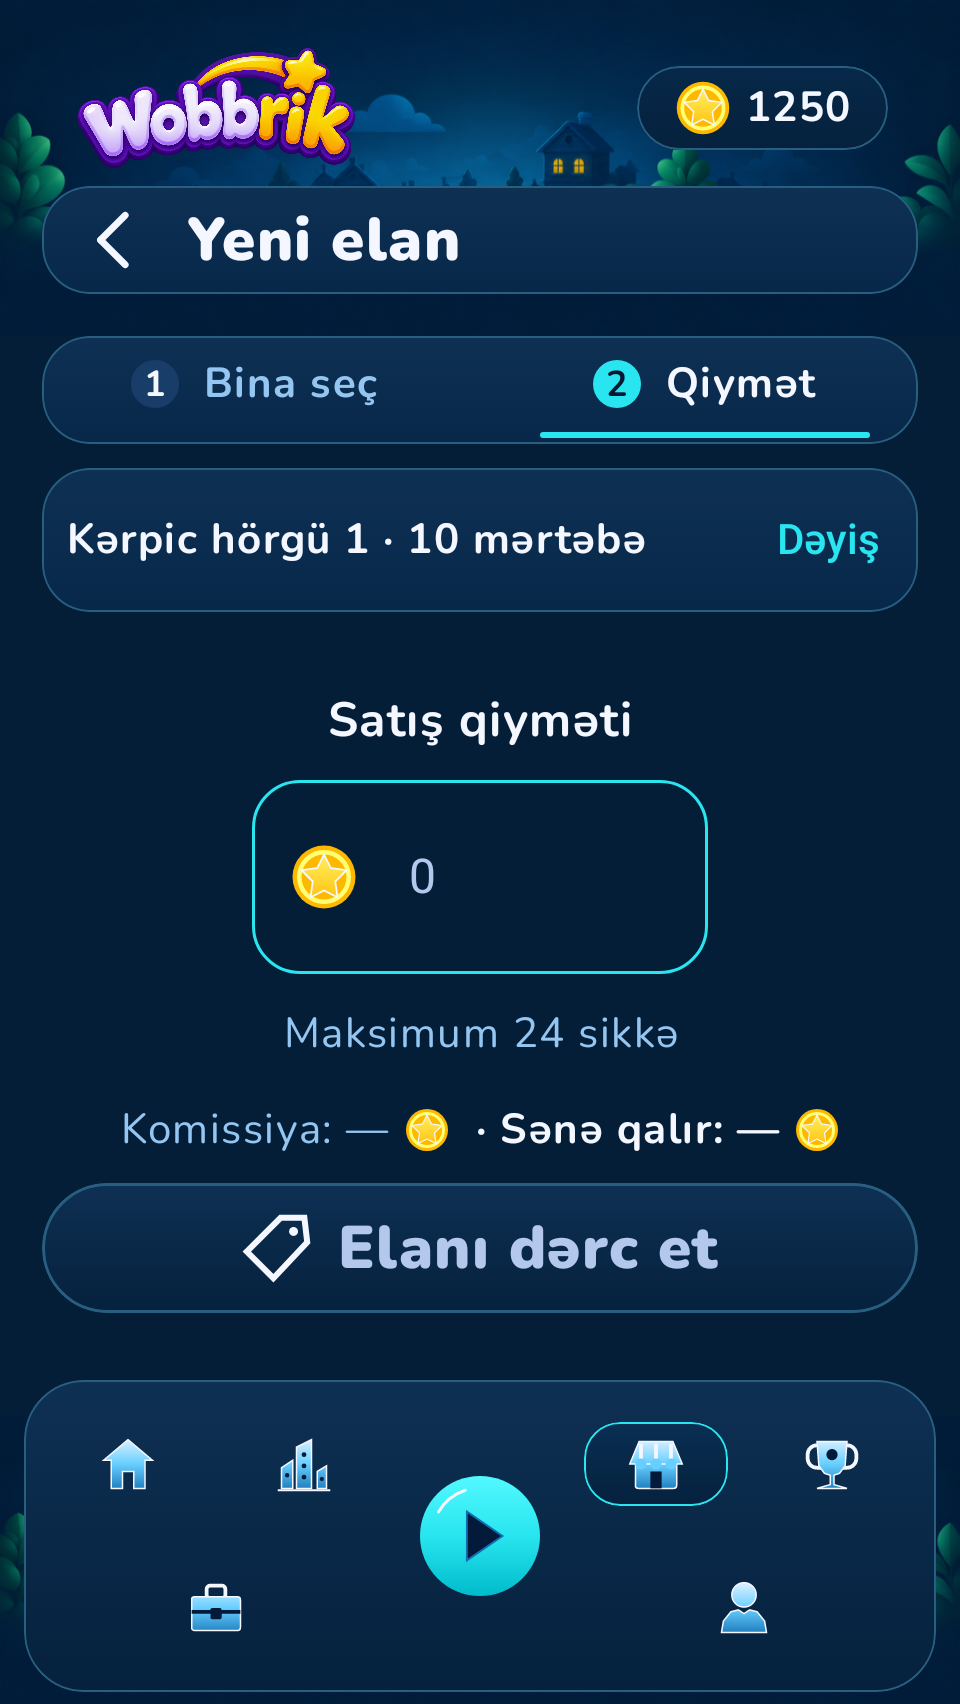 Wobbrik
1250
Yeni elan
1 Bina seç
2 Qiymət
Kərpic hörgü 1 · 10 mərtəbə
Dəyiş
Satış qiyməti
0
Maksimum 24 sikkə
Komissiya: — · Sənə qalır: —
Elanı dərc et